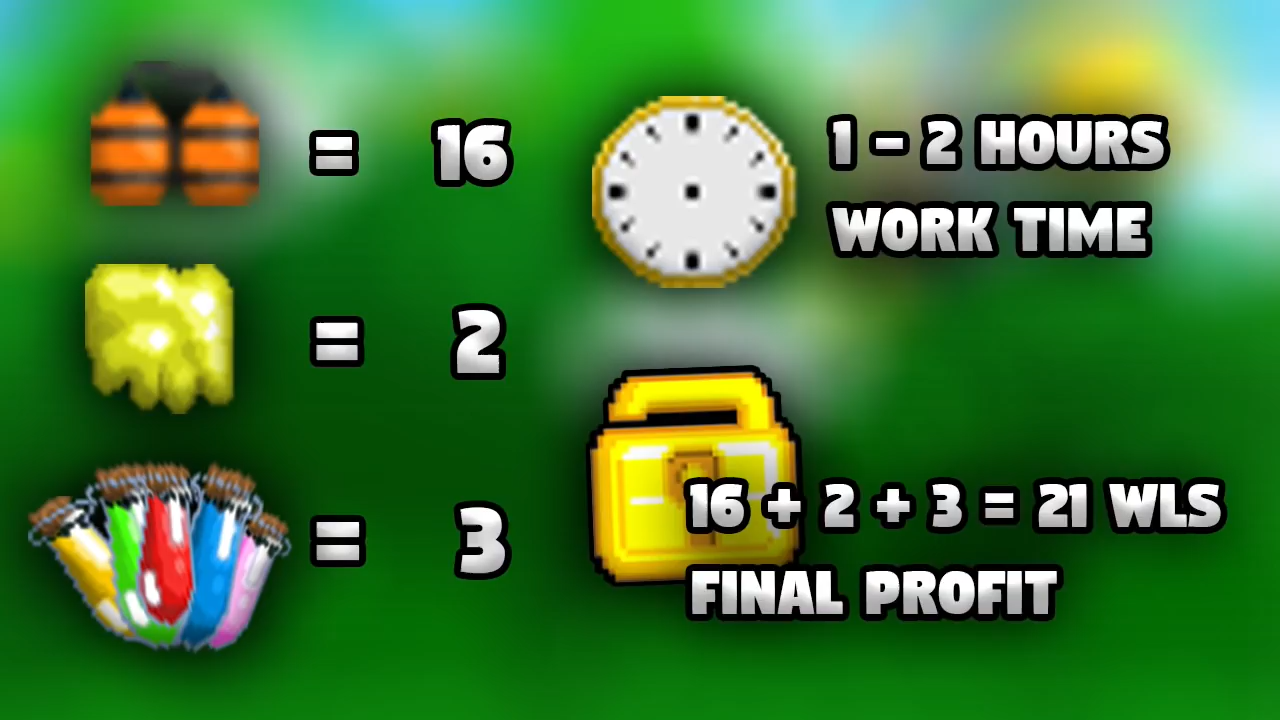 = 16
= 2
= 3
1 - 2 HOURS
WORK TIME
16 + 2 + 3 = 21 WLS
FINAL PROFIT